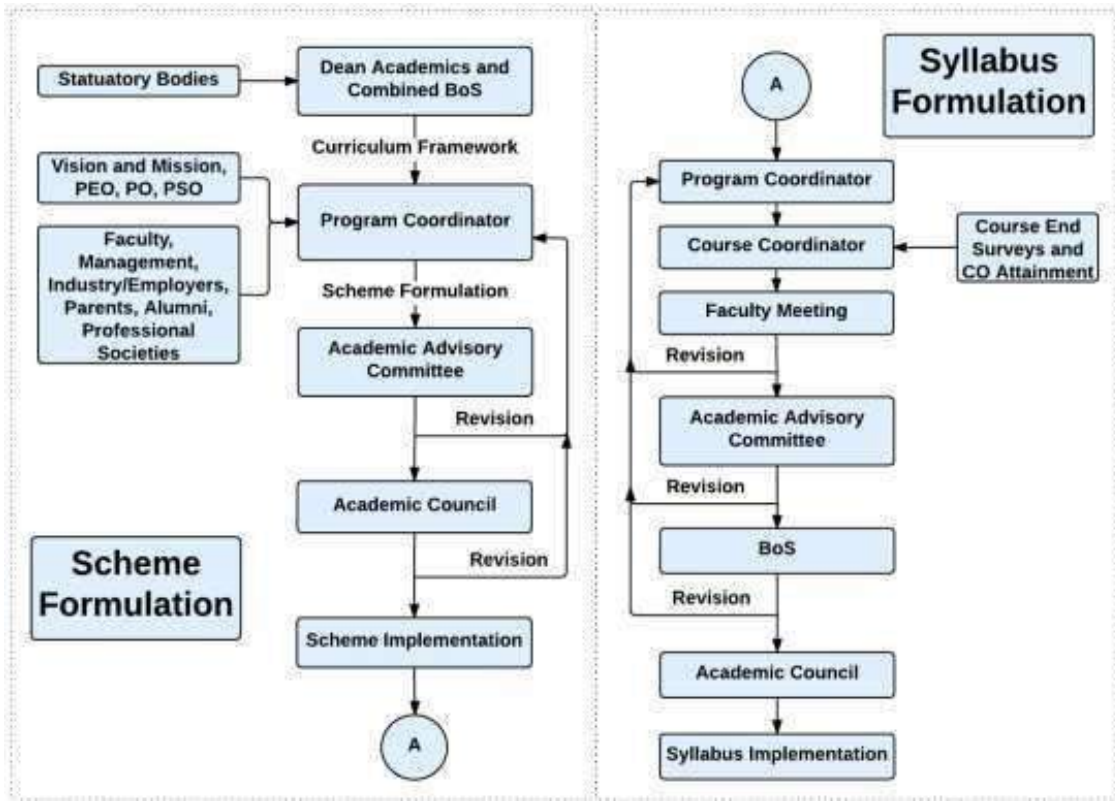 Statuatory Bodies
Dean Academics and
Combined BoS
Curriculum Framework
Vision and Mission,
PEO, PO, PSO
Program Coordinator
Faculty,
Management,
Industry/Employers,
Parents, Alumni,
Professional
Societies
Scheme Formulation
Academic Advisory
Committee
Revision
Academic Council
Revision
Scheme
Formulation
Scheme Implementation
A
Syllabus
Formulation
A
Program Coordinator
Course Coordinator
Course End
Surveys and
CO Attainment
Faculty Meeting
Revision
Academic Advisory
Committee
Revision
BoS
Revision
Academic Council
Syllabus Implementation